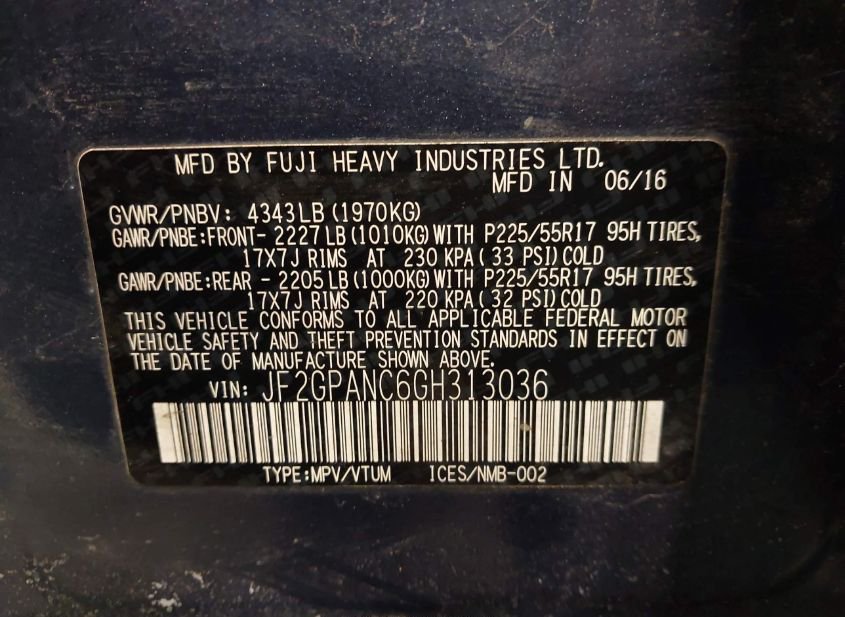 MFD BY FUJI HEAVY INDUSTRIES LTD.
MFD IN 06/16
GVWR/PNBV: 4343LB (1970KG)
GAWR/PNBE:FRONT- 2227LB (1010KG)WITH P225/55R17 95H TIRES,
17X7J RIMS AT 230 KPA( 33 PSI)COLD
GAWR/PNBE:REAR - 2205LB (1000KG)WITH P225/55R17 95H TIRES,
17X7J RIMS AT 220 KPA( 32 PSI)COLD
THIS VEHICLE CONFORMS TO ALL APPLICABLE FEDERAL MOTOR
VEHICLE SAFETY AND THEFT PREVENTION STANDARDS IN EFFECT ON
THE DATE OF MANUFACTURE SHOWN ABOVE.
VIN: JF2GPANC6GH313036
TYPE:MPV/VTUM ICES/NMB-002